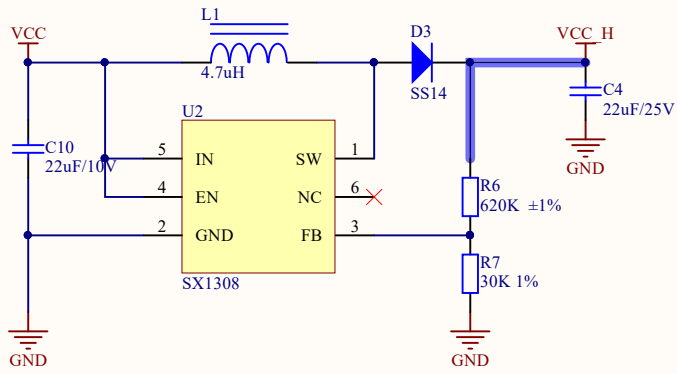 L1
VCC
D3
VCC_H
4.7uH
SS14
C4
22uF/25V
U2
C10
22uF/10V
5
IN
SW
1
GND
4
EN
NC
6
R6
620K ±1%
2
GND
FB
3
R7
30K 1%
SX1308
GND
GND